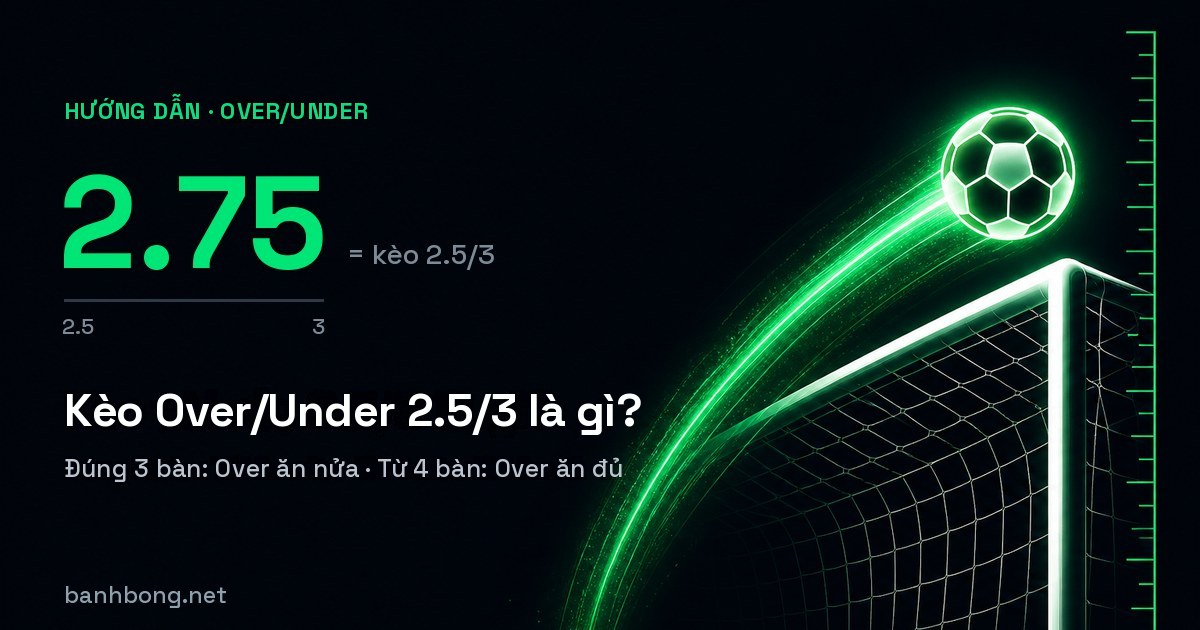 HƯỚNG DẪN · OVER/UNDER
2.75 = kèo 2.5/3
2.5 3
Kèo Over/Under 2.5/3 là gì?
Đúng 3 bàn: Over ăn nửa · Từ 4 bàn: Over ăn đủ
banhbong.net